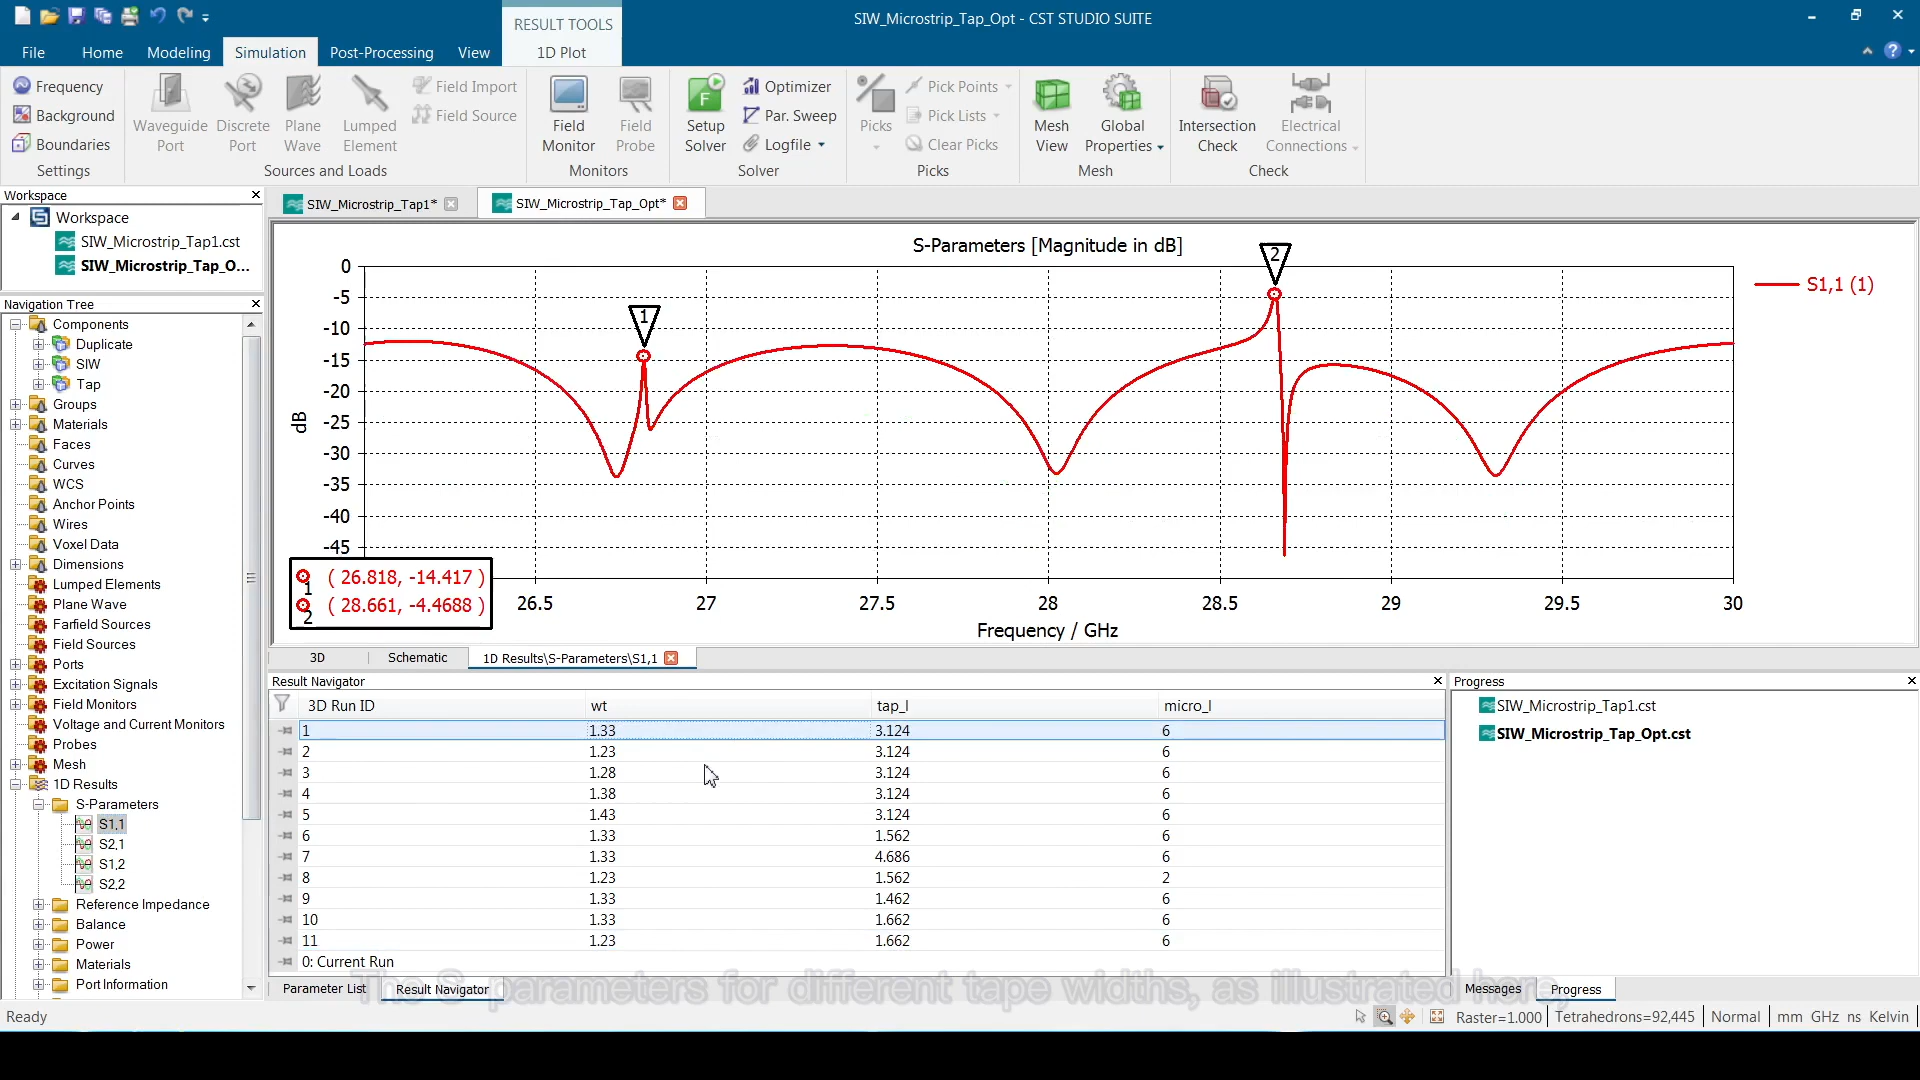 SIW_Microstrip_Tap_Opt - CST STUDIO SUITE
RESULT TOOLS
File Home Modeling Simulation Post-Processing View 1D Plot
Frequency
Background
Boundaries
Settings
Waveguide Port
Discrete Port
Plane Wave
Lumped Element
Field Import
Field Source
Sources and Loads
Field Monitor
Field Probe
Monitors
Setup Solver
Optimizer
Par. Sweep
Logfile
Solver
Picks
Pick Points
Pick Lists
Clear Picks
Picks
Mesh View
Global Properties
Mesh
Intersection Check
Electrical Connections
Check
Workspace
Workspace
SIW_Microstrip_Tap1.cst
SIW_Microstrip_Tap_O...
Navigation Tree
Components
Duplicate
SIW
Tap
Groups
Materials
Faces
Curves
WCS
Anchor Points
Wires
Voxel Data
Dimensions
Lumped Elements
Plane Wave
Farfield Sources
Field Sources
Ports
Excitation Signals
Field Monitors
Voltage and Current Monitors
Probes
Mesh
1D Results
S-Parameters
S1,1
S2,1
S1,2
S2,2
Reference Impedance
Balance
Power
Materials
Port Information
SIW_Microstrip_Tap1*
SIW_Microstrip_Tap_Opt*
S-Parameters [Magnitude in dB]
S1,1 (1)
1
2
0
-5
-10
-15
-20
-25
-30
-35
-40
-45
dB
1 ( 26.818, -14.417 )
2 ( 28.661, -4.4688 )
26.5 27 27.5 28 28.5 29 29.5 30
Frequency / GHz
3D Schematic 1D Results\S-Parameters\S1,1
Result Navigator
3D Run ID wt tap_l micro_l
1 1.33 3.124 6
2 1.23 3.124 6
3 1.28 3.124 6
4 1.38 3.124 6
5 1.43 3.124 6
6 1.33 1.562 6
7 1.33 4.686 6
8 1.23 1.562 2
9 1.33 1.462 6
10 1.33 1.662 6
11 1.23 1.662 6
0: Current Run
Parameter List Result Navigator
Progress
SIW_Microstrip_Tap1.cst
SIW_Microstrip_Tap_Opt.cst
Messages Progress
The S-parameters for different tape widths, as illustrated here,
Ready
Raster=1.000 Tetrahedrons=92,445 Normal mm GHz ns Kelvin